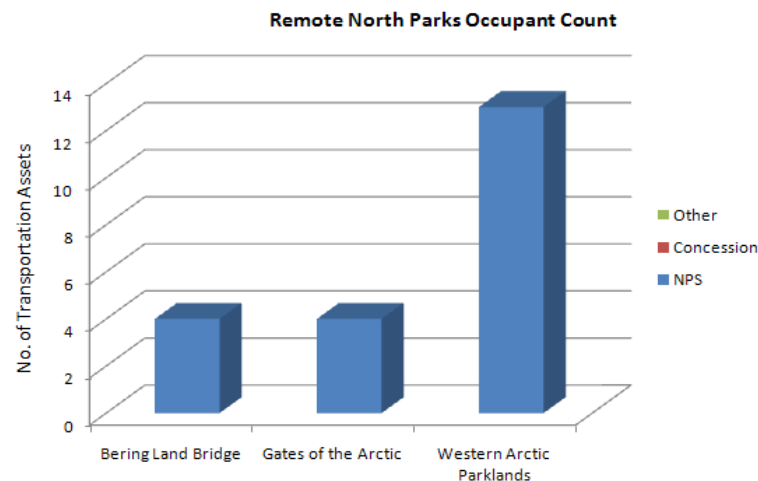 Remote North Parks Occupant Count
No. of Transportation Assets
14
12
10
8
6
4
2
0
Bering Land Bridge
Gates of the Arctic
Western Arctic
Parklands
Other
Concession
NPS